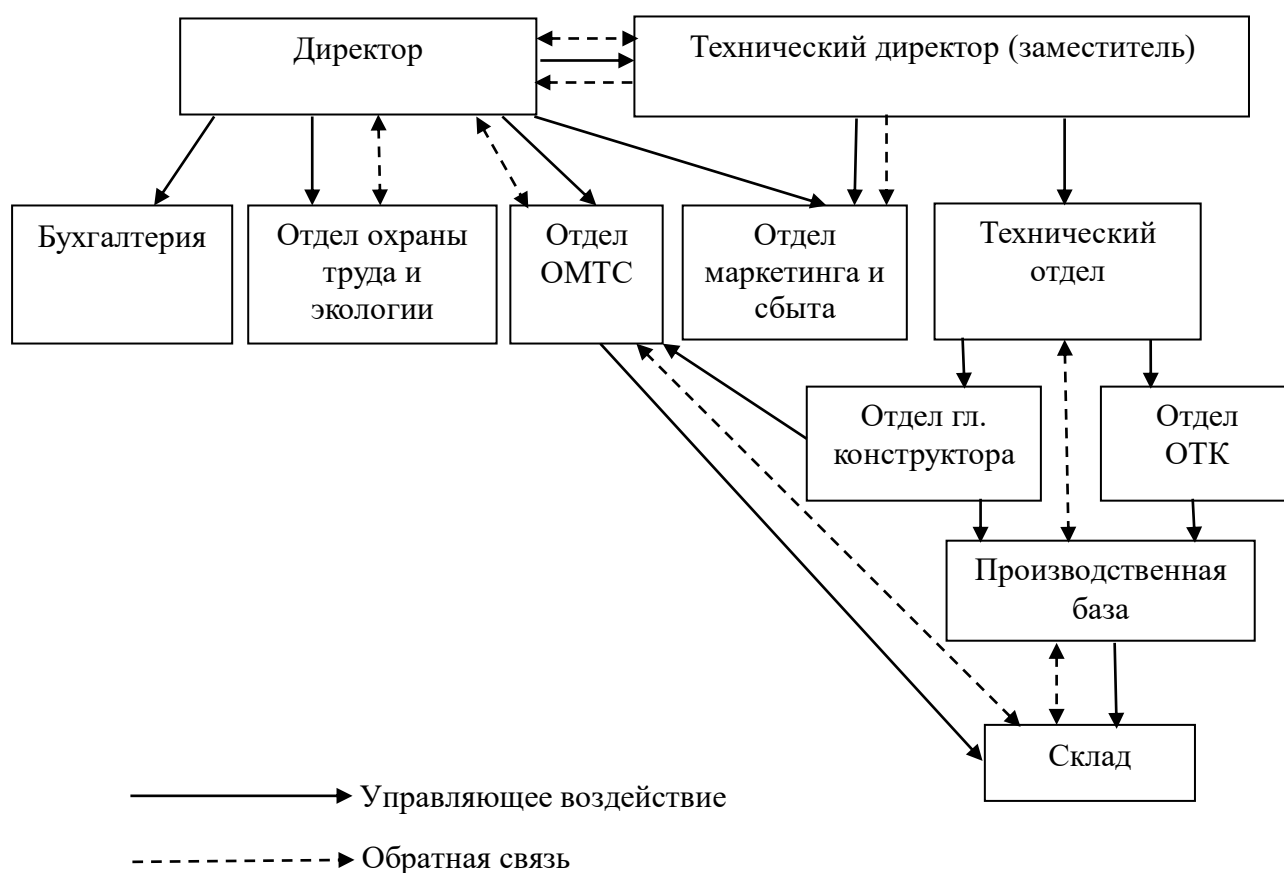 Директор
Технический директор (заместитель)
Бухгалтерия
Отдел охраны
труда и
экологии
Отдел
ОМТС
Отдел
маркетинга и
сбыта
Технический
отдел
Отдел гл.
конструктора
Отдел
ОТК
Производственная
база
Склад
Управляющее воздействие
Обратная связь